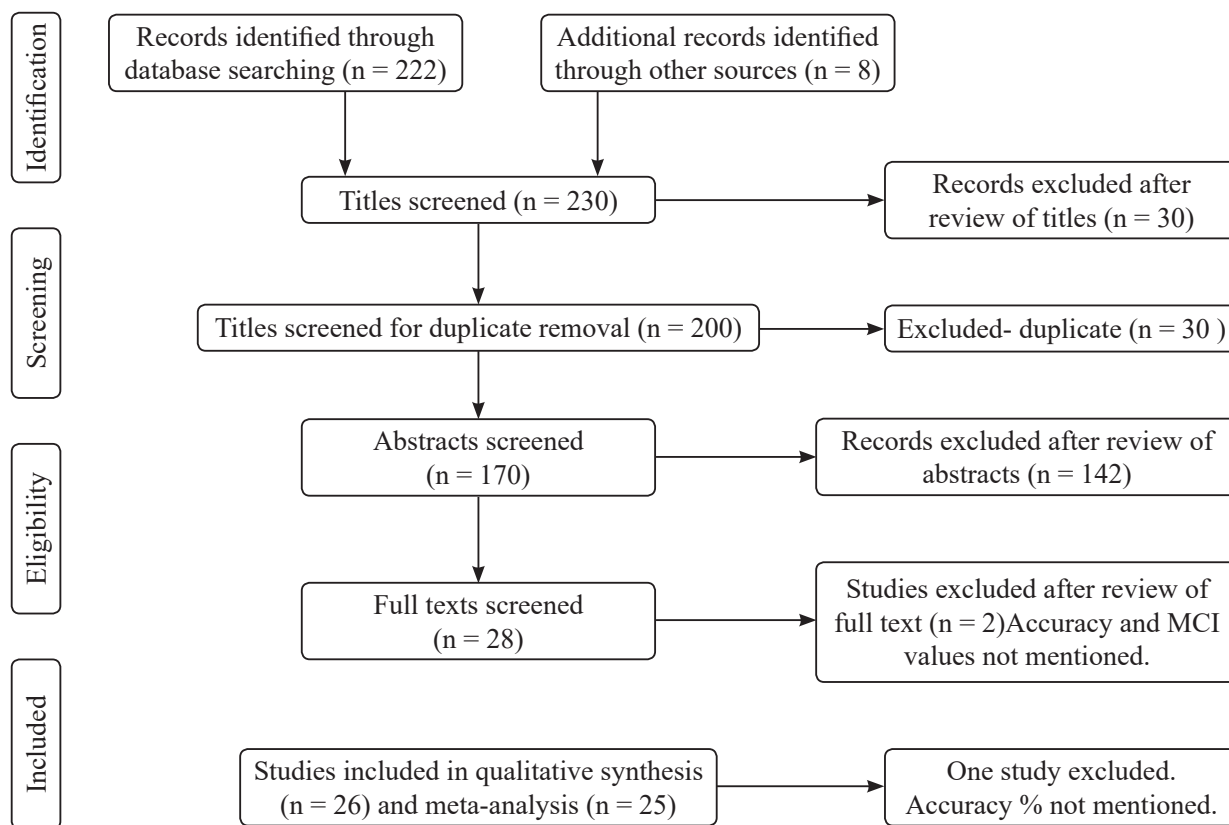 Identification
Records identified through
database searching (n = 222)
Additional records identified
through other sources (n = 8)
Titles screened (n = 230)
Records excluded after
review of titles (n = 30)
Screening
Titles screened for duplicate removal (n = 200)
Excluded- duplicate (n = 30 )
Abstracts screened
(n = 170)
Records excluded after review of
abstracts (n = 142)
Eligibility
Full texts screened
(n = 28)
Studies excluded after review of
full text (n = 2)Accuracy and MCI
values not mentioned.
Included
Studies included in qualitative synthesis
(n = 26) and meta-analysis (n = 25)
One study excluded.
Accuracy % not mentioned.